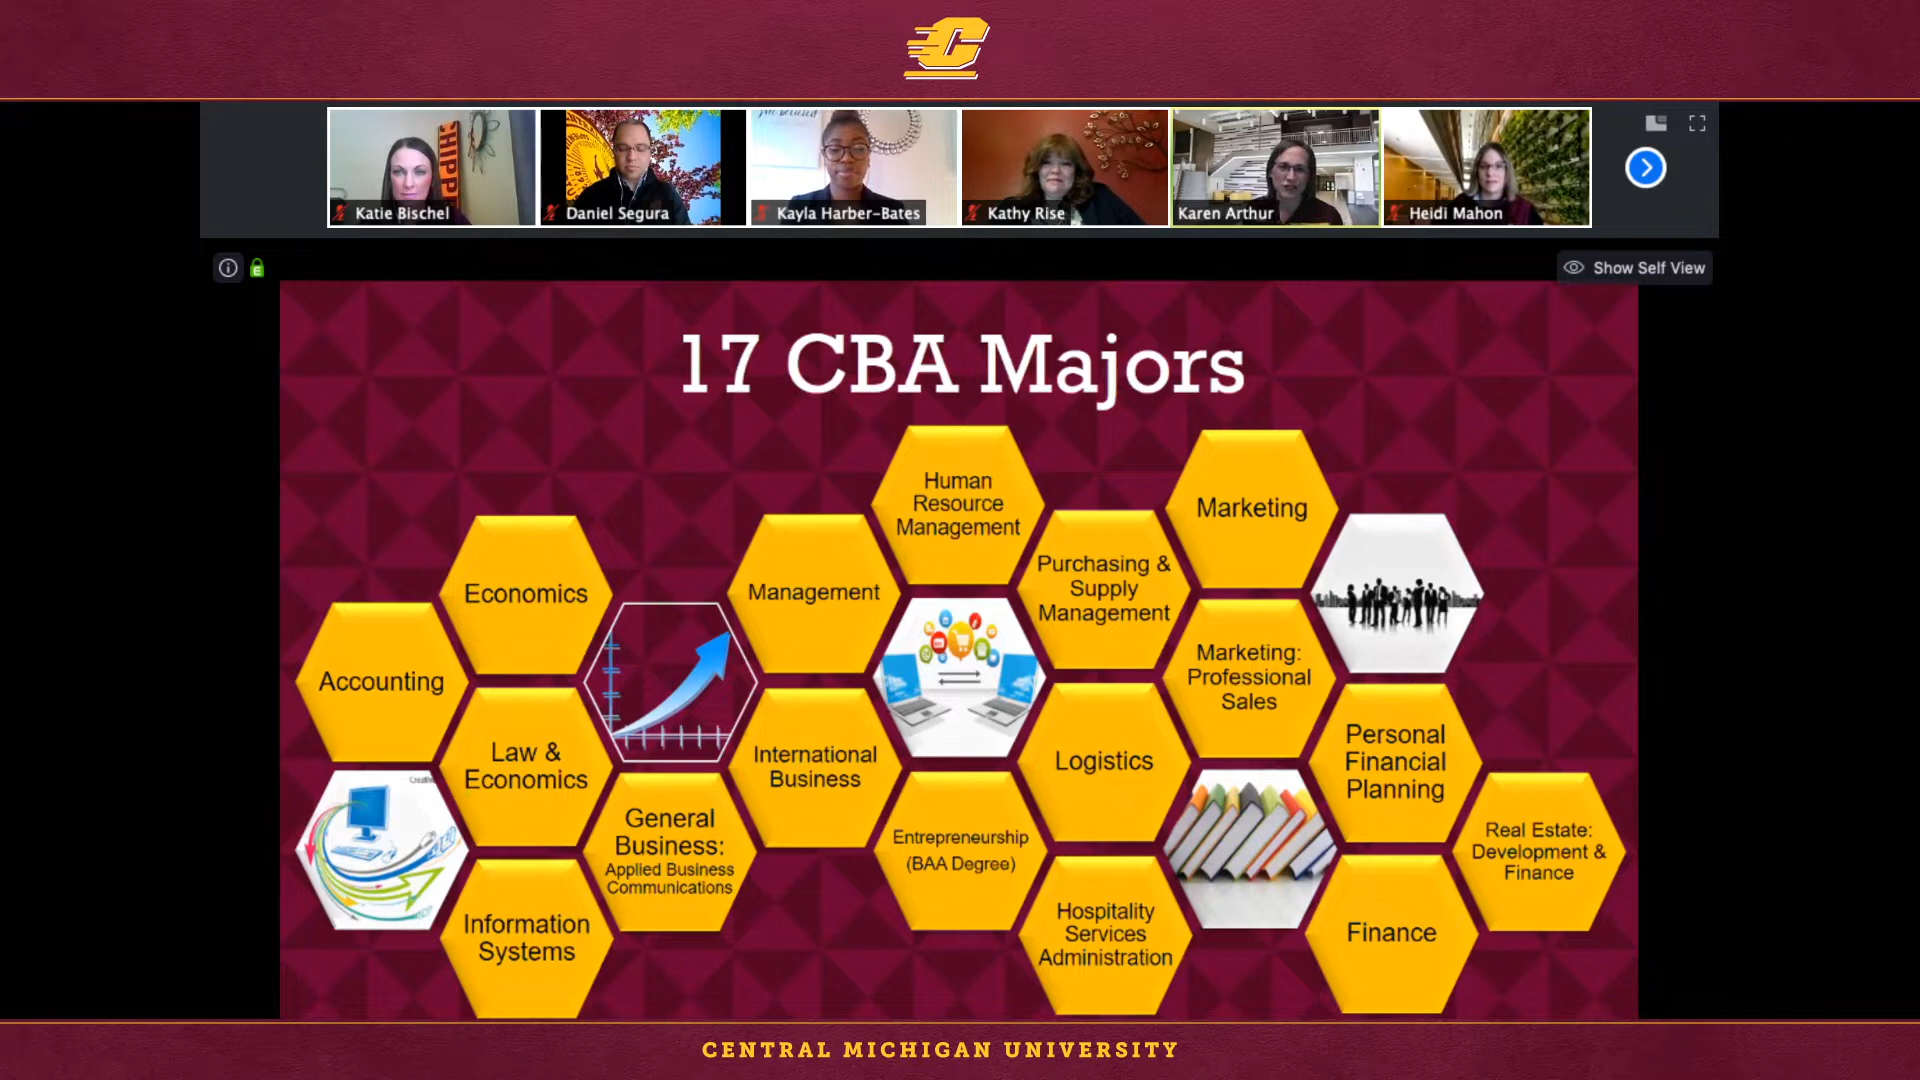 C
me believed
CHIPP
Katie Bischel
Daniel Segura
Kayla Harber-Bates
Kathy Rise
Karen Arthur
Heidi Mahon
E
Show Self View
17 CBA Majors
Human
Resource
Management
Marketing
Economics
Management
Purchasing &
Supply
Management
Accounting
Marketing:
Professional
Sales
Law &
Economics
International
Business
Logistics
Personal
Financial
Planning
General
Business:
Applied Business
Communications
Entrepreneurship
(BAA Degree)
Real Estate:
Development &
Finance
Information
Systems
Hospitality
Services
Administration
Finance
CENTRAL MICHIGAN UNIVERSITY